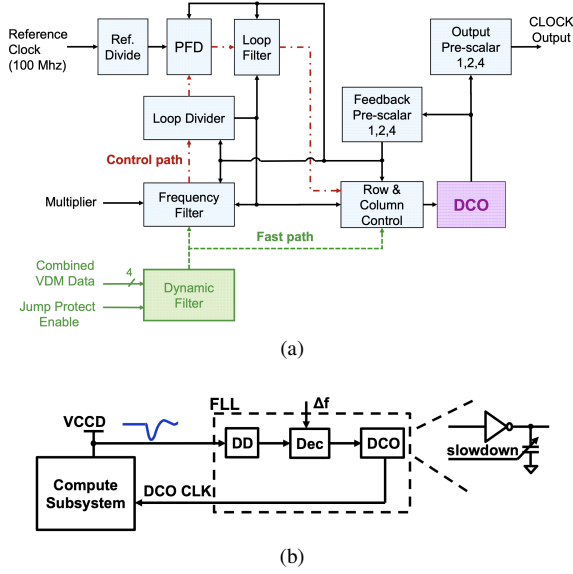 Reference
Clock
(100 Mhz)
Ref.
Divide
PFD
Loop
Filter
Output
Pre-scalar
1,2,4
CLOCK
Output
Loop Divider
Feedback
Pre-scalar
1,2,4
Control path
Multiplier
Frequency
Filter
Row &
Column
Control
DCO
Fast path
Combined
VDM Data
4
Dynamic
Filter
Jump Protect
Enable
(a)
FLL
Δf
VCCD
DD
Dec
DCO
slowdown
Compute
Subsystem
DCO CLK
(b)